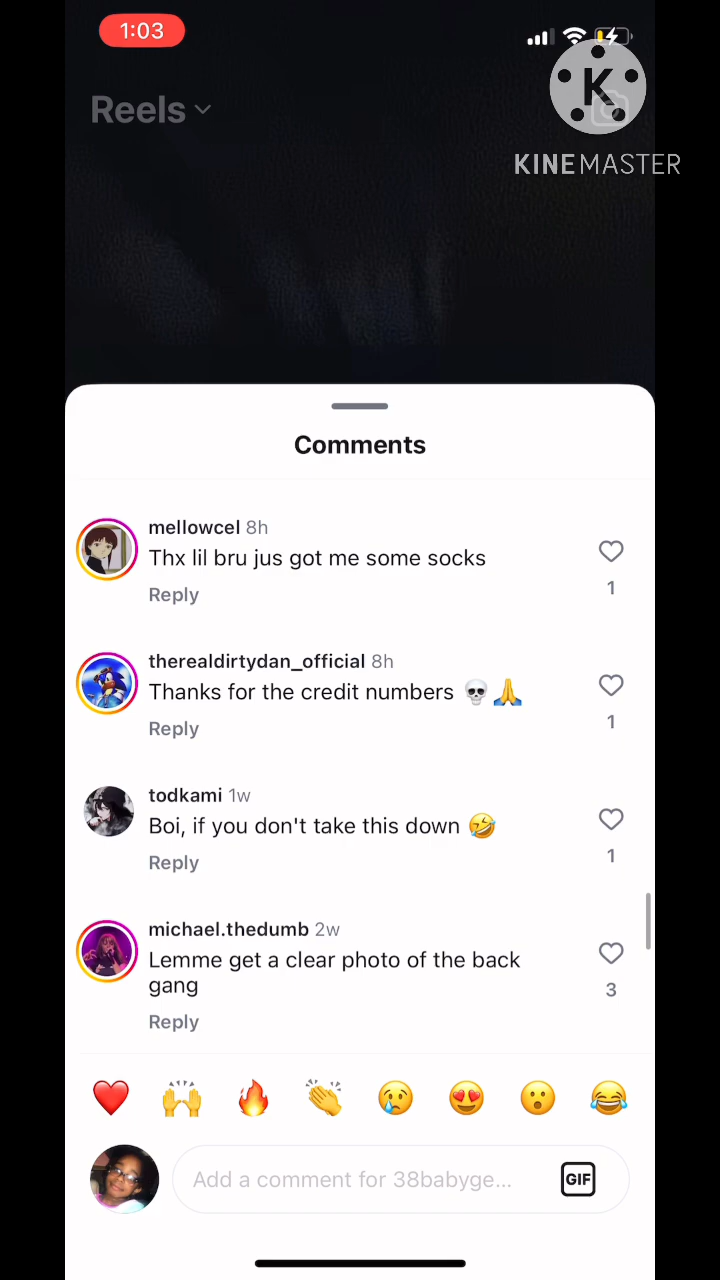 1:03
Reels
K
KINEMASTER
Comments
mellowcel 8h
Thx lil bru jus got me some socks
Reply
1
therealdirtydan_official 8h
Thanks for the credit numbers 💀🙏
Reply
1
todkami 1w
Boi, if you don't take this down 🤣
Reply
1
michael.thedumb 2w
Lemme get a clear photo of the back
gang
Reply
3
Add a comment for 38babyge...
GIF